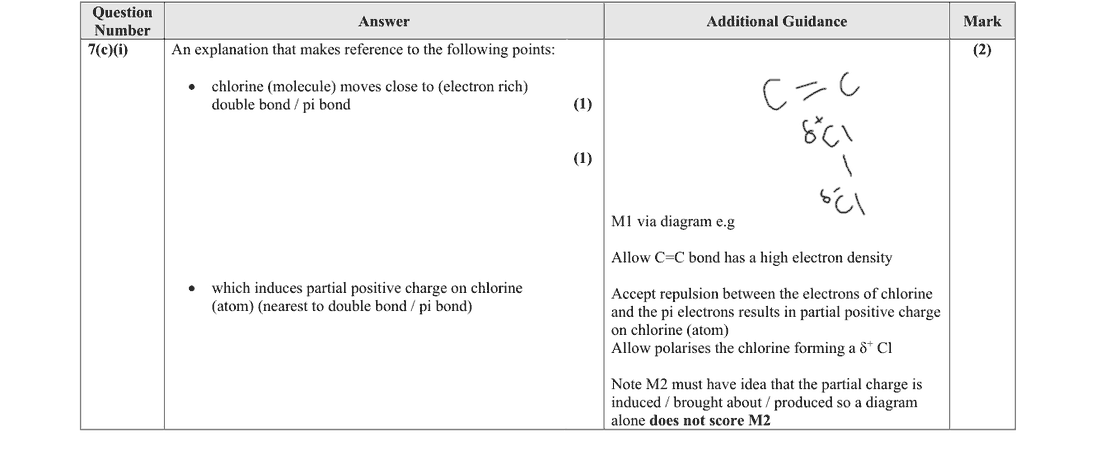 Question Number
Answer
Additional Guidance
Mark
7(c)(i)
An explanation that makes reference to the following points:
(2)
• chlorine (molecule) moves close to (electron rich)
double bond / pi bond
(1)
(1)
C = C
δ+Cl
δ-Cl
M1 via diagram e.g
Allow C=C bond has a high electron density
• which induces partial positive charge on chlorine
(atom) (nearest to double bond / pi bond)
Accept repulsion between the electrons of chlorine
and the pi electrons results in partial positive charge
on chlorine (atom)
Allow polarises the chlorine forming a δ⁺ Cl
Note M2 must have idea that the partial charge is
induced / brought about / produced so a diagram
alone does not score M2